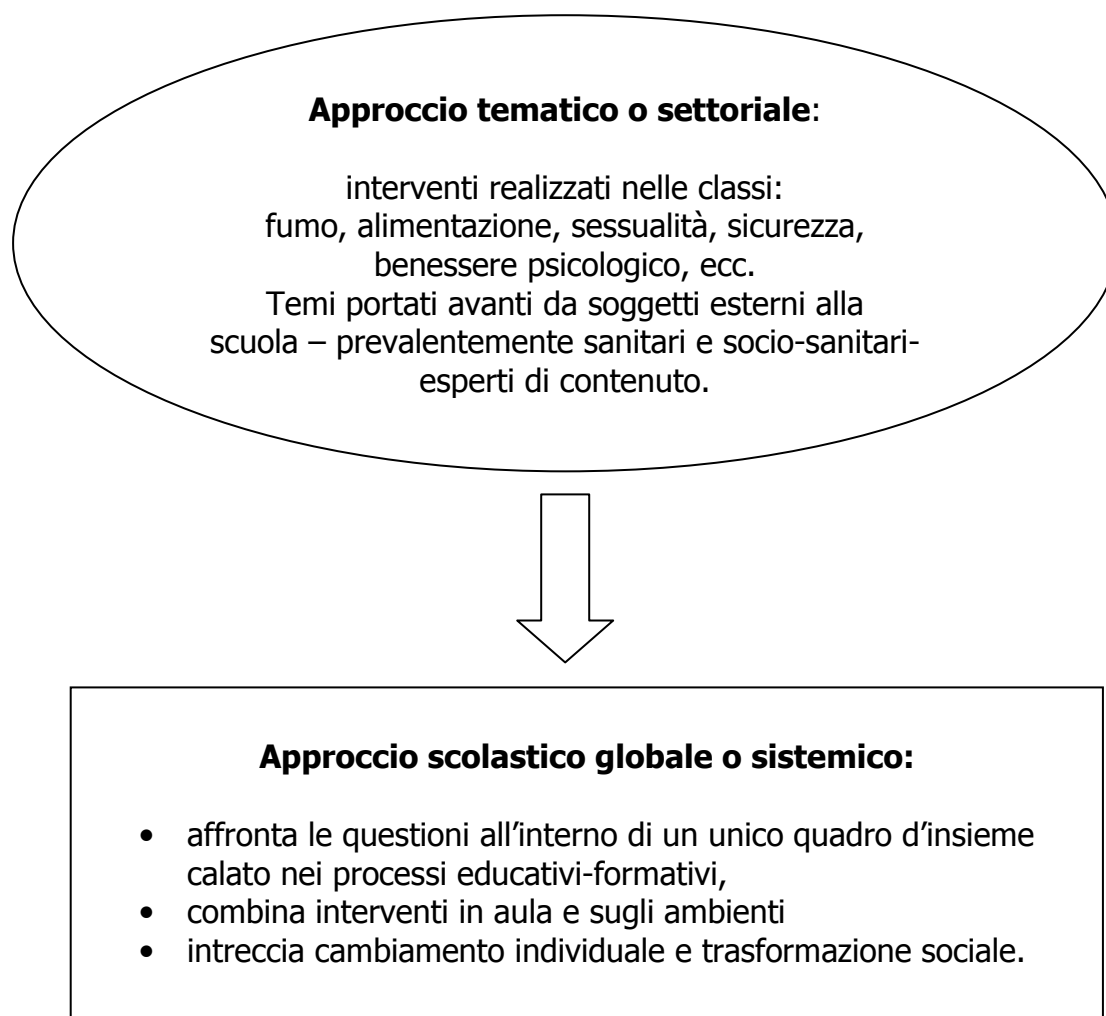 Approccio tematico o settoriale:
interventi realizzati nelle classi:
fumo, alimentazione, sessualità, sicurezza,
benessere psicologico, ecc.
Temi portati avanti da soggetti esterni alla
scuola – prevalentemente sanitari e socio-sanitari-
esperti di contenuto.
Approccio scolastico globale o sistemico:
• affronta le questioni all’interno di un unico quadro d’insieme
calato nei processi educativi-formativi,
• combina interventi in aula e sugli ambienti
• intreccia cambiamento individuale e trasformazione sociale.